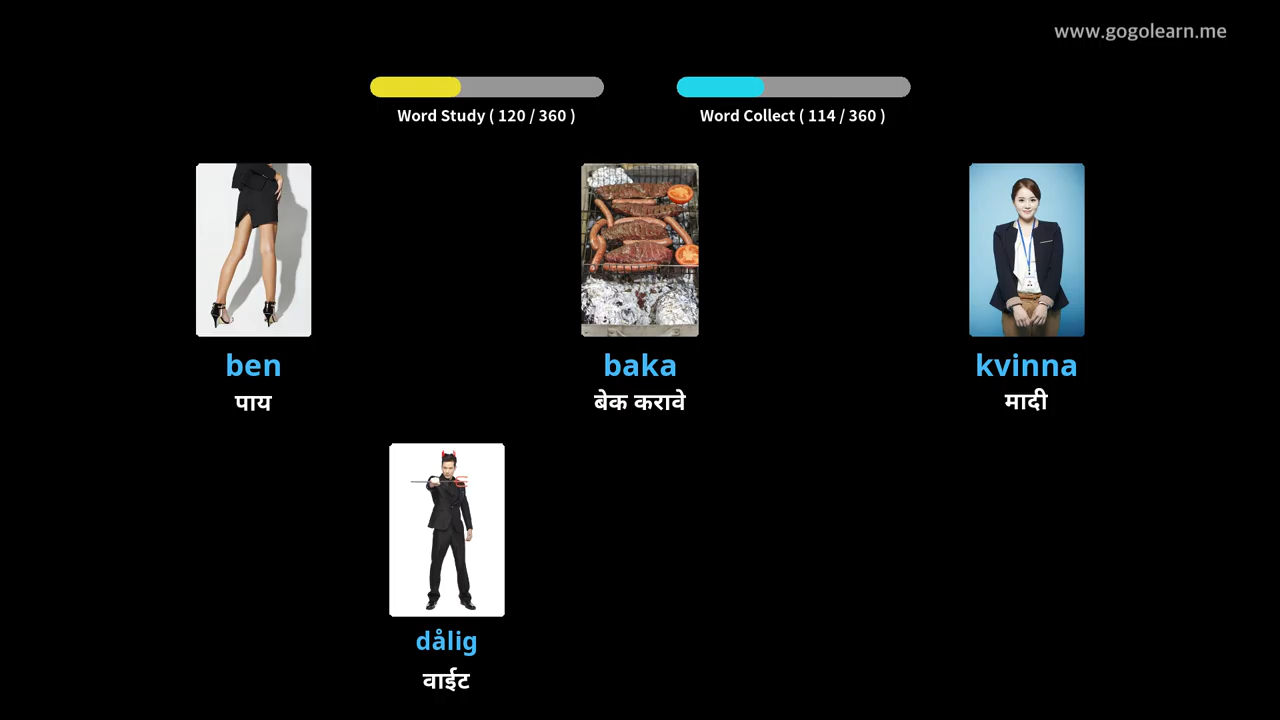 www.gogolearn.me
Word Study ( 120 / 360 )
Word Collect ( 114 / 360 )
ben
baka
kvinna
पाय
बेक करावे
मादी
dålig
वाईट